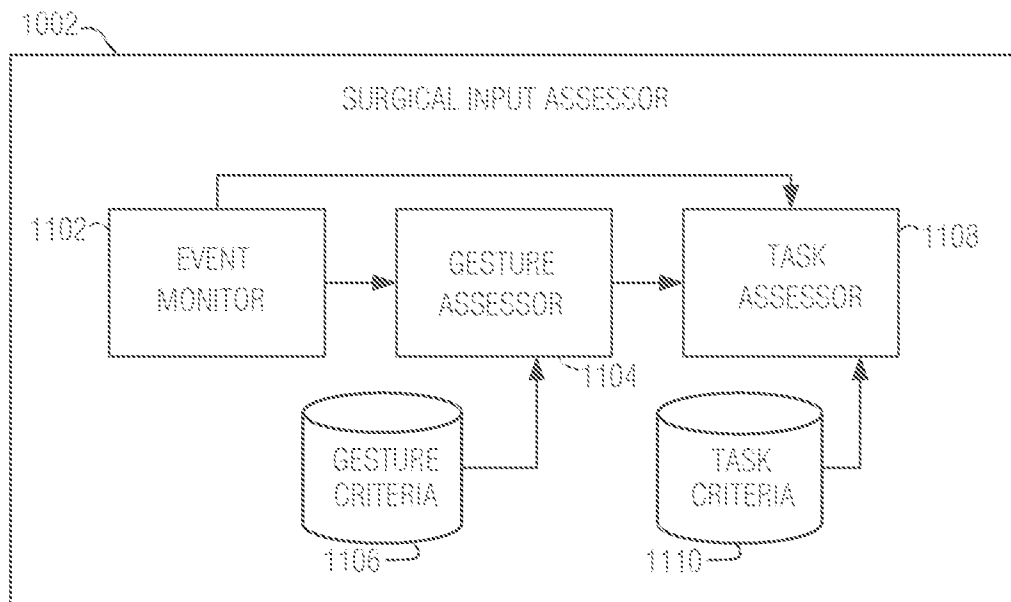 1002
SURGICAL INPUT ASSESSOR
1102
EVENT
MONITOR
GESTURE
ASSESSOR
TASK
ASSESSOR
1108
1104
GESTURE
CRITERIA
TASK
CRITERIA
1106
1110